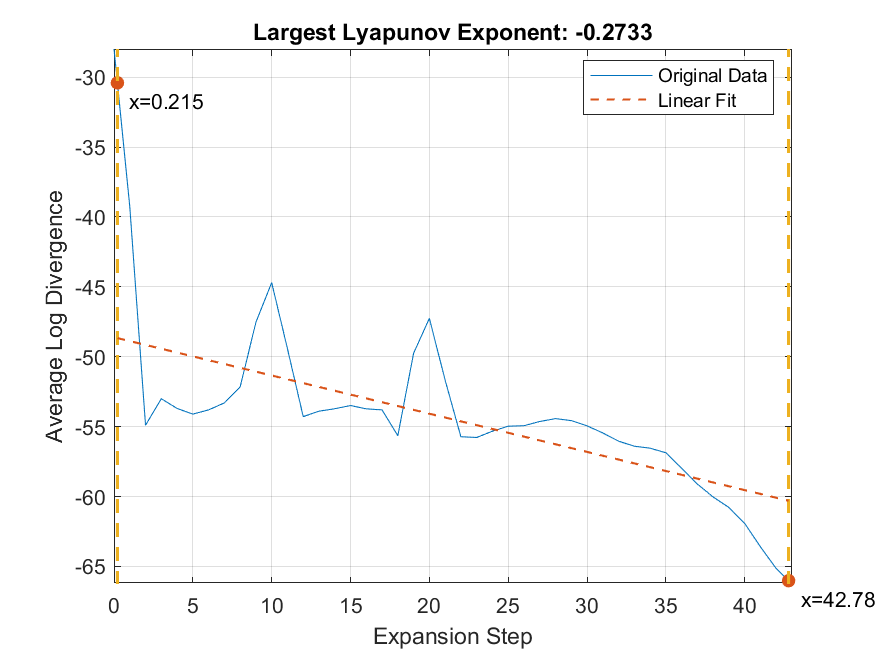 Largest Lyapunov Exponent: -0.2733
Original Data
Linear Fit
x=0.215
-30
-35
-40
-45
-50
-55
-60
-65
Average Log Divergence
x=42.78
0 5 10 15 20 25 30 35 40
Expansion Step